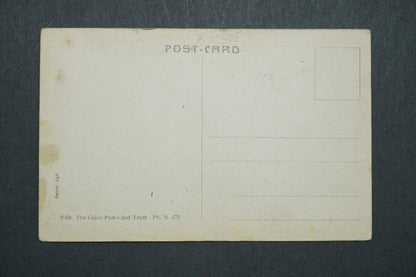 POST-CARD
Edit. The Cairo Post-Card Trust - Ph. N. 472